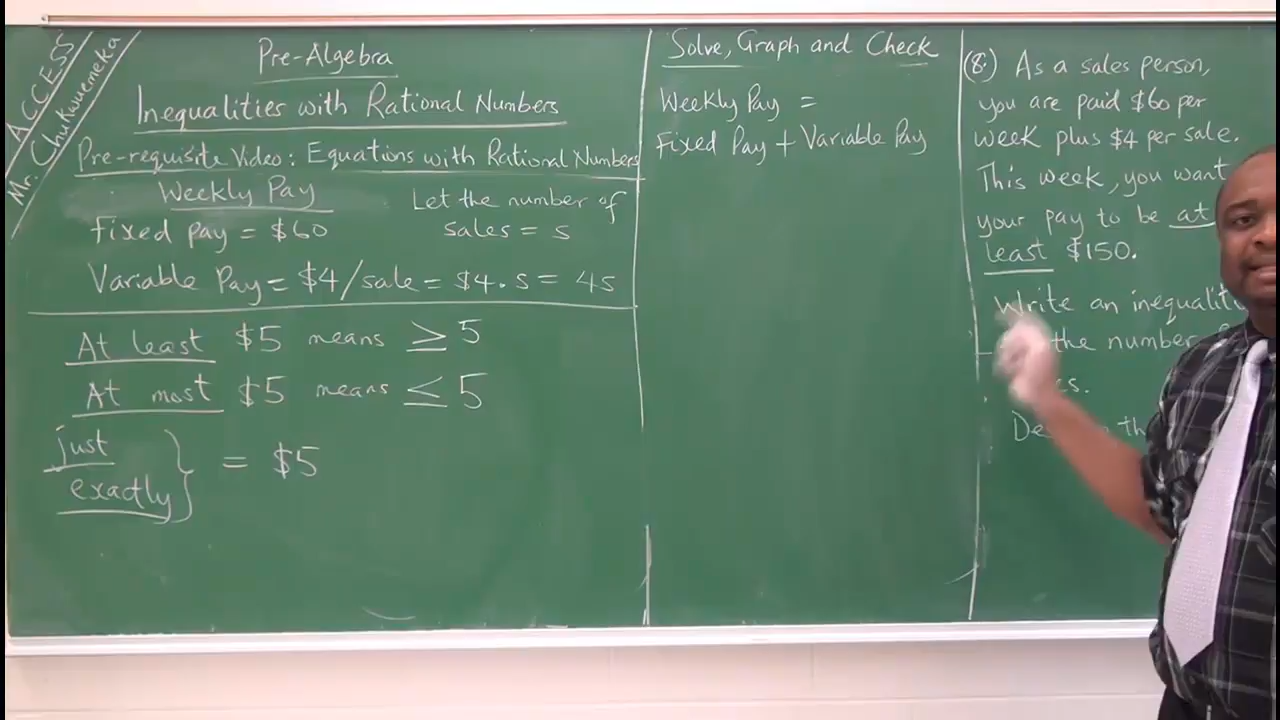 ACCESS
Mr. Chukwuemeka
Pre-Algebra
Inequalities with Rational Numbers
Pre-requisite Video: Equations with Rational Numbers
Weekly Pay
Fixed pay = $60
Let the number of
sales = s
Variable Pay = $4/sale = $4.s = 4s
At least $5 means ≥ 5
At most $5 means ≤ 5
just
exactly } = $5
Solve, Graph and Check
Weekly Pay =
Fixed Pay + Variable Pay
(8.) As a sales person,
you are paid $60 per
week plus $4 per sale.
This week, you want
your pay to be at
least $150.
Write an
the number